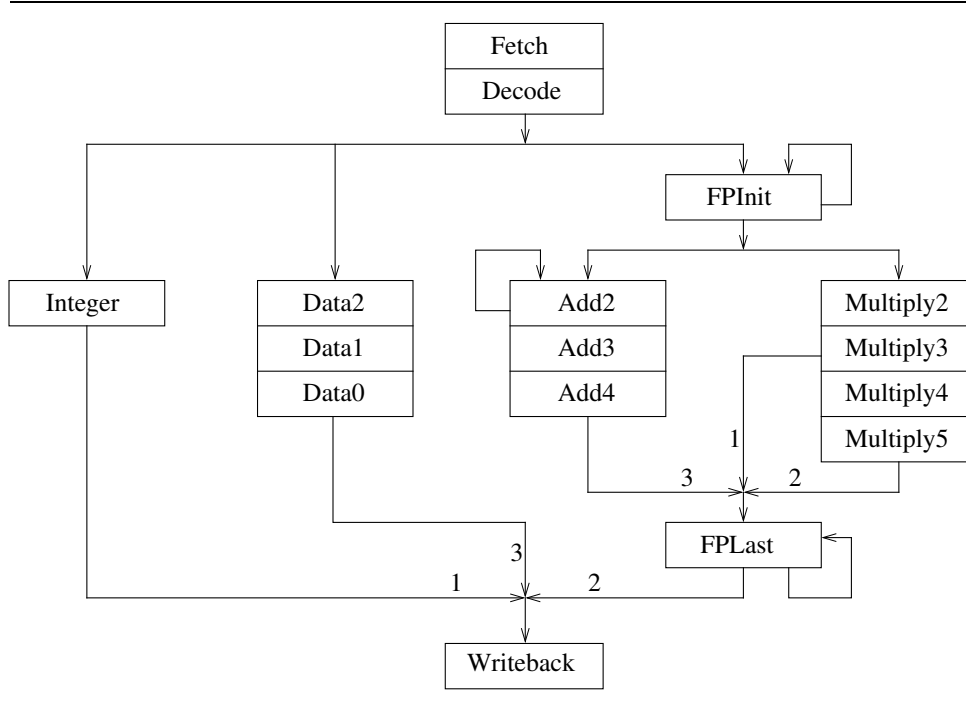 Fetch
Decode
FPInit
Integer
Data2
Add2
Multiply2
Data1
Add3
Multiply3
Data0
Add4
Multiply4
1
Multiply5
3
2
FPLast
3
1
2
Writeback